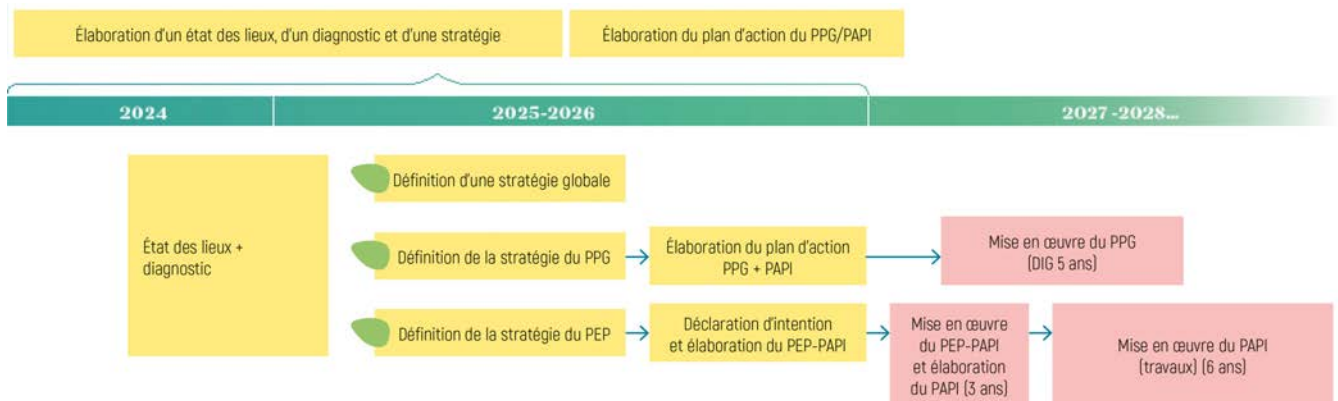 Élaboration d'un état des lieux, d'un diagnostic et d'une stratégie
Élaboration du plan d'action du PPG/PAPI
2024
2025-2026
2027-2028...
État des lieux +
diagnostic
Définition d'une stratégie globale
Définition de la stratégie du PPG
Élaboration du plan d'action
PPG + PAPI
Mise en œuvre du PPG
(DIG 5 ans)
Définition de la stratégie du PEP
Déclaration d'intention
et élaboration du PEP-PAPI
Mise en œuvre
du PEP-PAPI
et élaboration
du PAPI (3 ans)
Mise en œuvre du PAPI
(travaux) (6 ans)